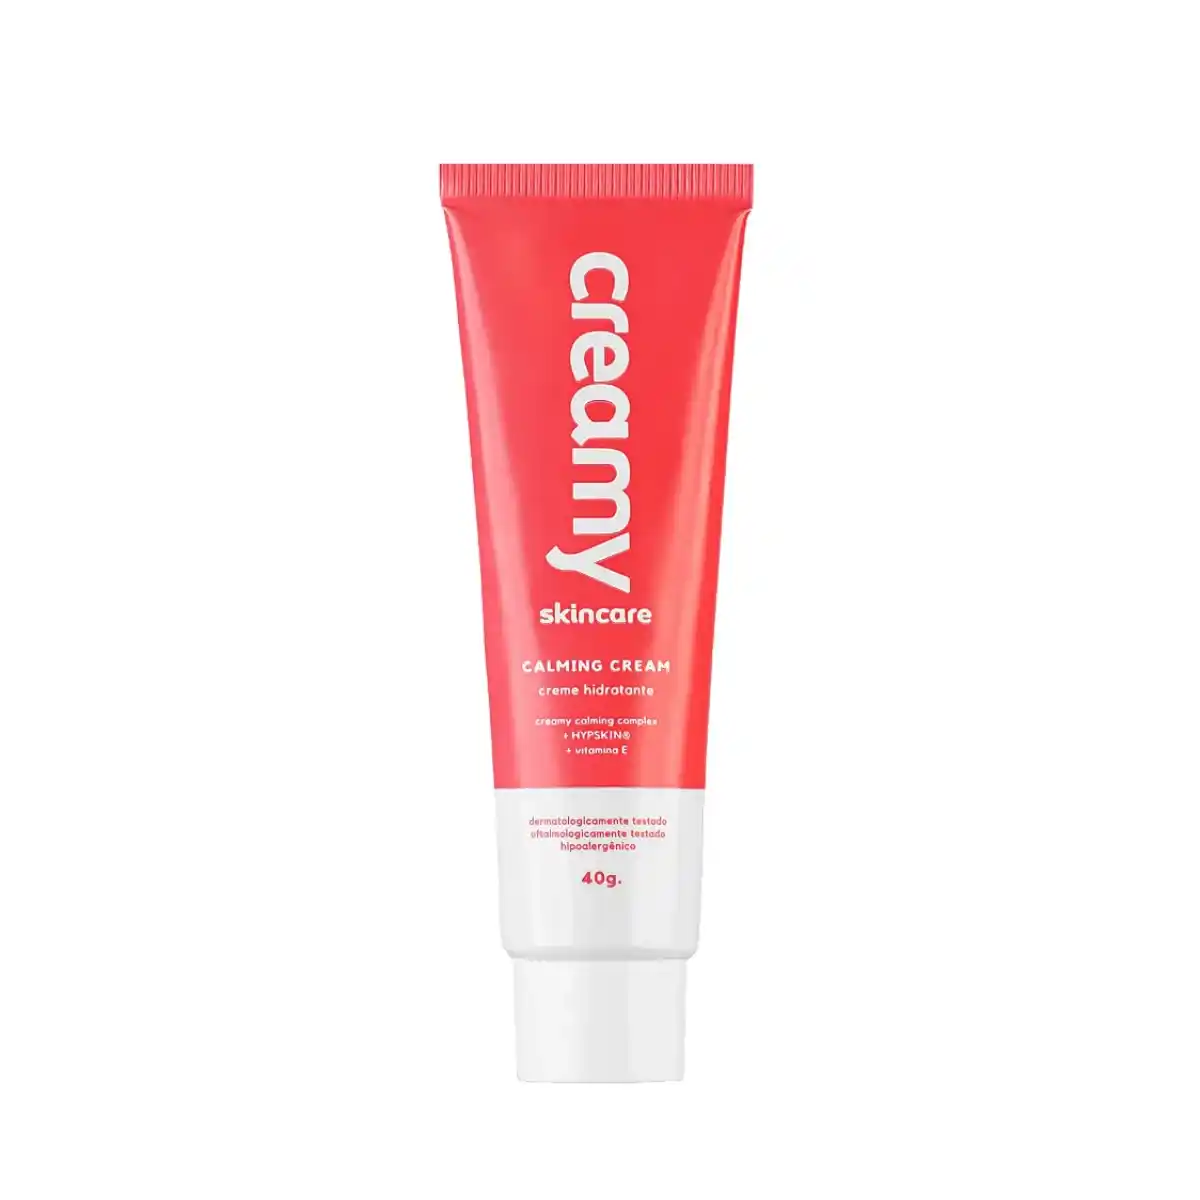 creamy
skincare
CALMING CREAM
creme hidratante
creamy calming complex
+ HYPSKIN®
+ vitamina E
dermatologicamente testado
oftalmologicamente testado
hipoalergênico
40g.